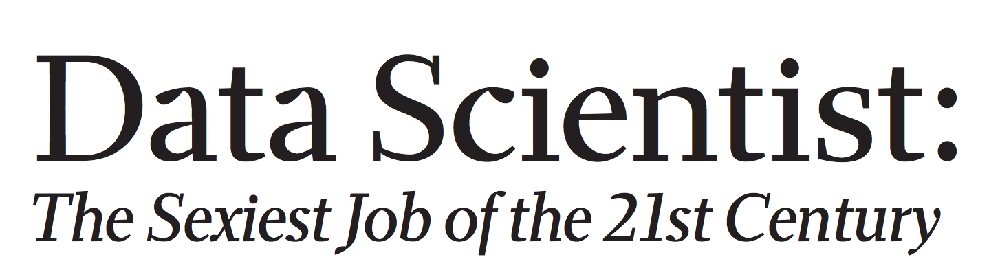 Data Scientist:
The Sexiest Job of the 21st Century